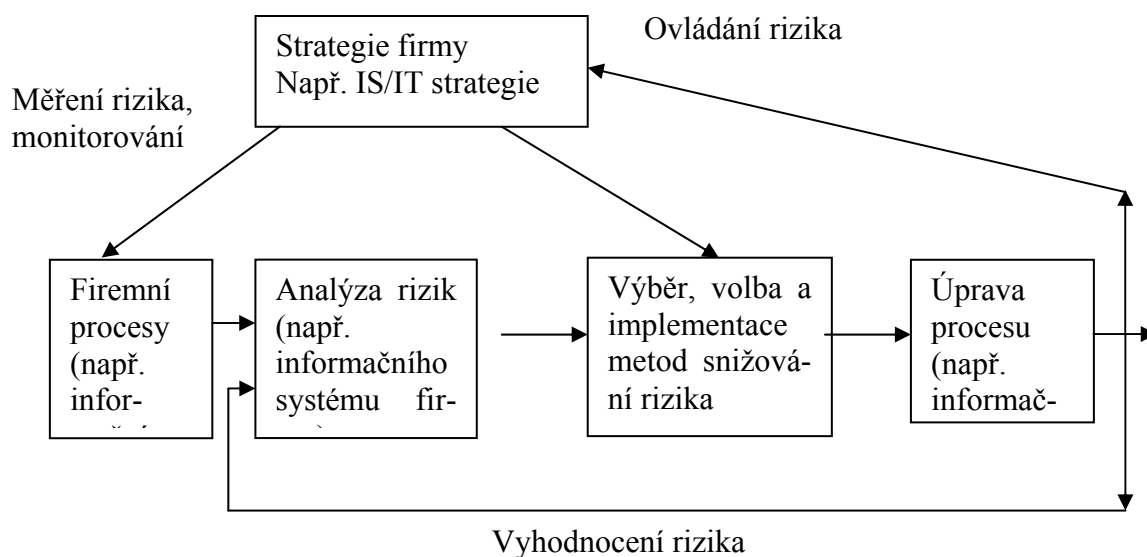 Ovládání rizika
Strategie firmy
Např. IS/IT strategie
Měření rizika,
monitorování
Firemní
procesy
(např.
infor-
Analýza rizik
(např.
informačního
systému fir-
Výběr, volba a
implementace
metod snižová-
ní rizika
Úprava
procesu
(např.
informač-
Vyhodnocení rizika